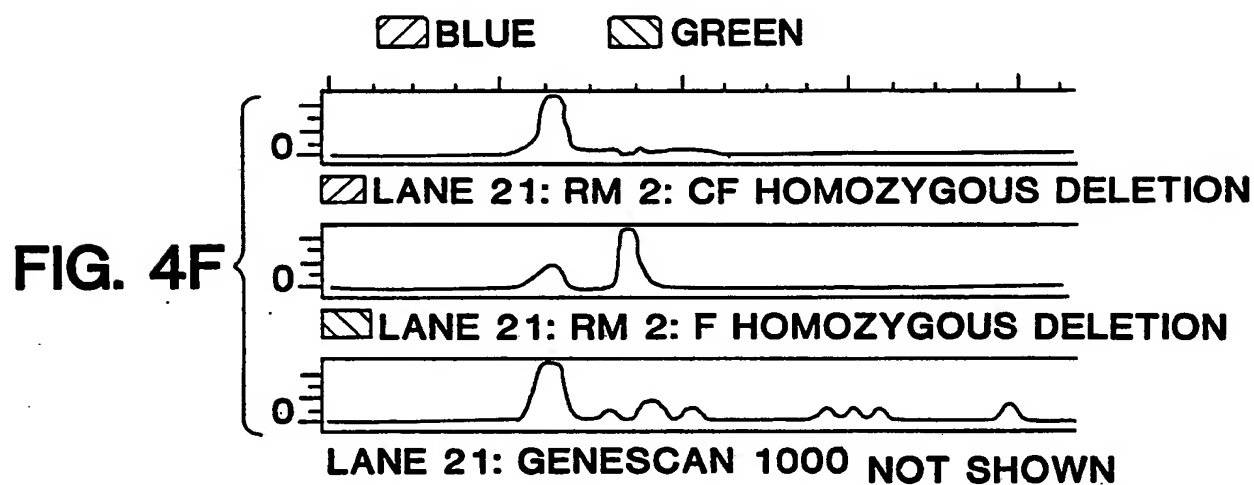 BLUE GREEN
0
LANE 21: RM 2: CF HOMOZYGOUS DELETION
FIG. 4F
0
LANE 21: RM 2: F HOMOZYGOUS DELETION
0
LANE 21: GENESCAN 1000 NOT SHOWN